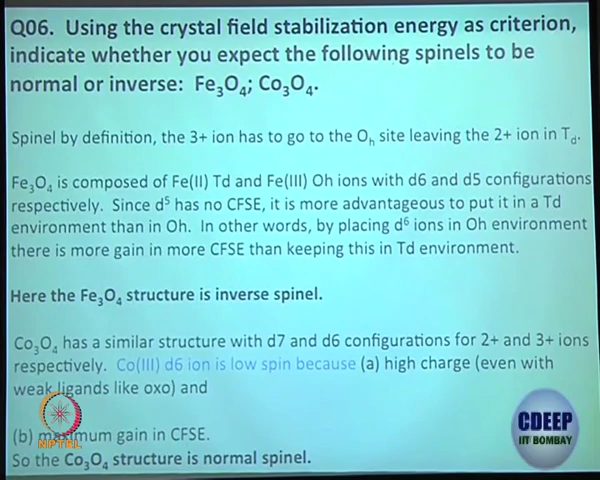 Q06. Using the crystal field stabilization energy as criterion,
indicate whether you expect the following spinels to be
normal or inverse: Fe₃O₄; Co₃O₄.
Spinel by definition, the 3+ ion has to go to the Oₕ site leaving the 2+ ion in T_d.
Fe₃O₄ is composed of Fe(II) Td and Fe(III) Oh ions with d6 and d5 configurations
respectively. Since d⁵ has no CFSE, it is more advantageous to put it in a Td
environment than in Oh. In other words, by placing d⁶ ions in Oh environment
there is more gain in more CFSE than keeping this in Td environment.
Here the Fe₃O₄ structure is inverse spinel.
Co₃O₄ has a similar structure with d7 and d6 configurations for 2+ and 3+ ions
respectively. Co(III) d6 ion is low spin because (a) high charge (even with
weak ligands like oxo) and
(b) maximum gain in CFSE.
So the Co₃O₄ structure is normal spinel.
NPTEL
CDEEP
IIT BOMBAY